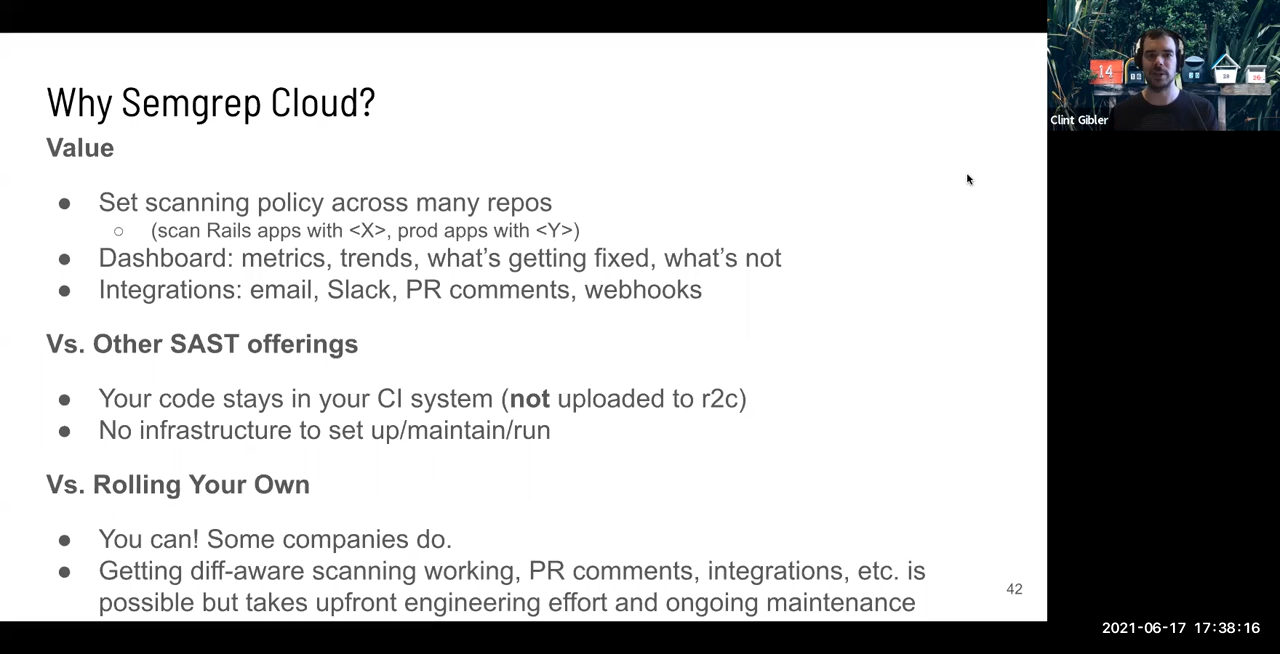 Why Semgrep Cloud?
Value
● Set scanning policy across many repos
○ (scan Rails apps with <X>, prod apps with <Y>)
● Dashboard: metrics, trends, what's getting fixed, what's not
● Integrations: email, Slack, PR comments, webhooks
Vs. Other SAST offerings
● Your code stays in your CI system (not uploaded to r2c)
● No infrastructure to set up/maintain/run
Vs. Rolling Your Own
● You can! Some companies do.
● Getting diff-aware scanning working, PR comments, integrations, etc. is
possible but takes upfront engineering effort and ongoing maintenance
42
14
Clint Gibler
2021-06-17 17:38:16